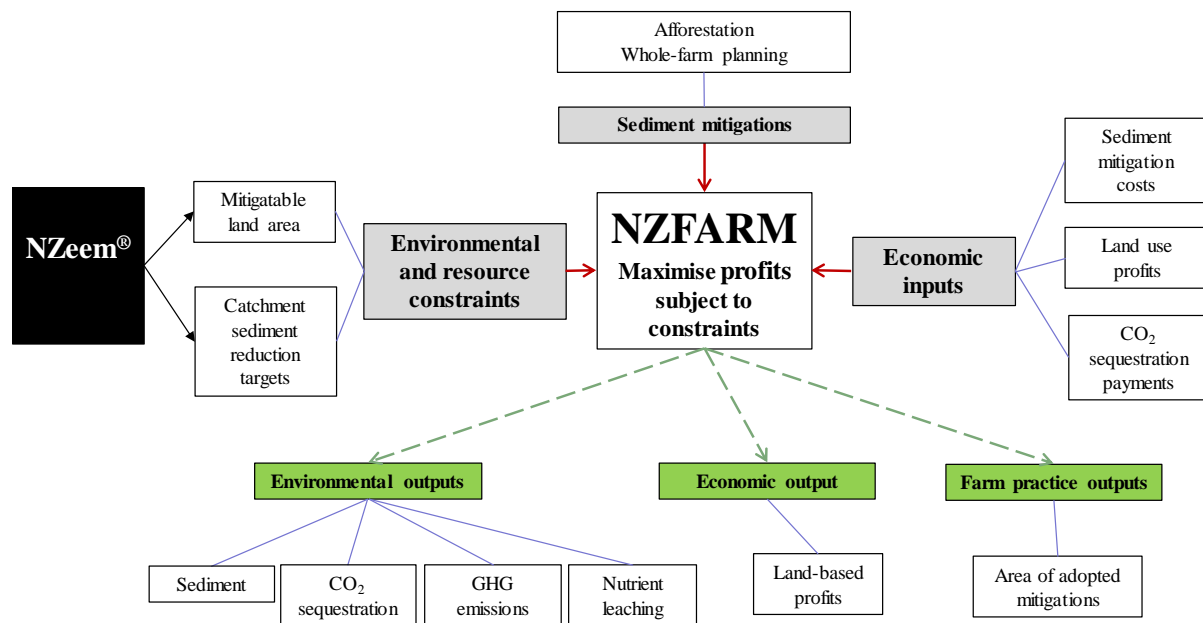 Afforestation
Whole-farm planning
Sediment mitigations
Sediment
mitigation
costs
NZeem®
Mitigatable
land area
Environmental
and resource
constraints
NZFARM
Maximise profits
subject to
constraints
Economic
inputs
Land use
profits
Catchment
sediment
reduction
targets
CO₂
sequestration
payments
Environmental outputs
Economic output
Farm practice outputs
Sediment
CO₂
sequestration
GHG
emissions
Nutrient
leaching
Land-based
profits
Area of adopted
mitigations